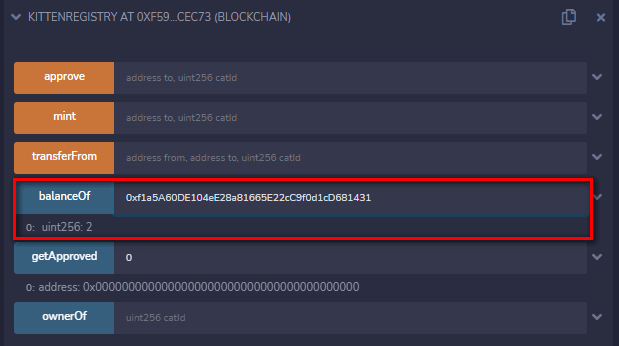 KITTENREGISTRY AT 0XF59...CEC73 (BLOCKCHAIN)
approve address to, uint256 catId
mint address to, uint256 catId
transferFrom address from, address to, uint256 catId
balanceOf 0xf1a5A60DE104eE28a81665E22cC9f0d1cD681431
0: uint256: 2
getApproved 0
0: address: 0x0000000000000000000000000000000000000000
ownerOf uint256 catId